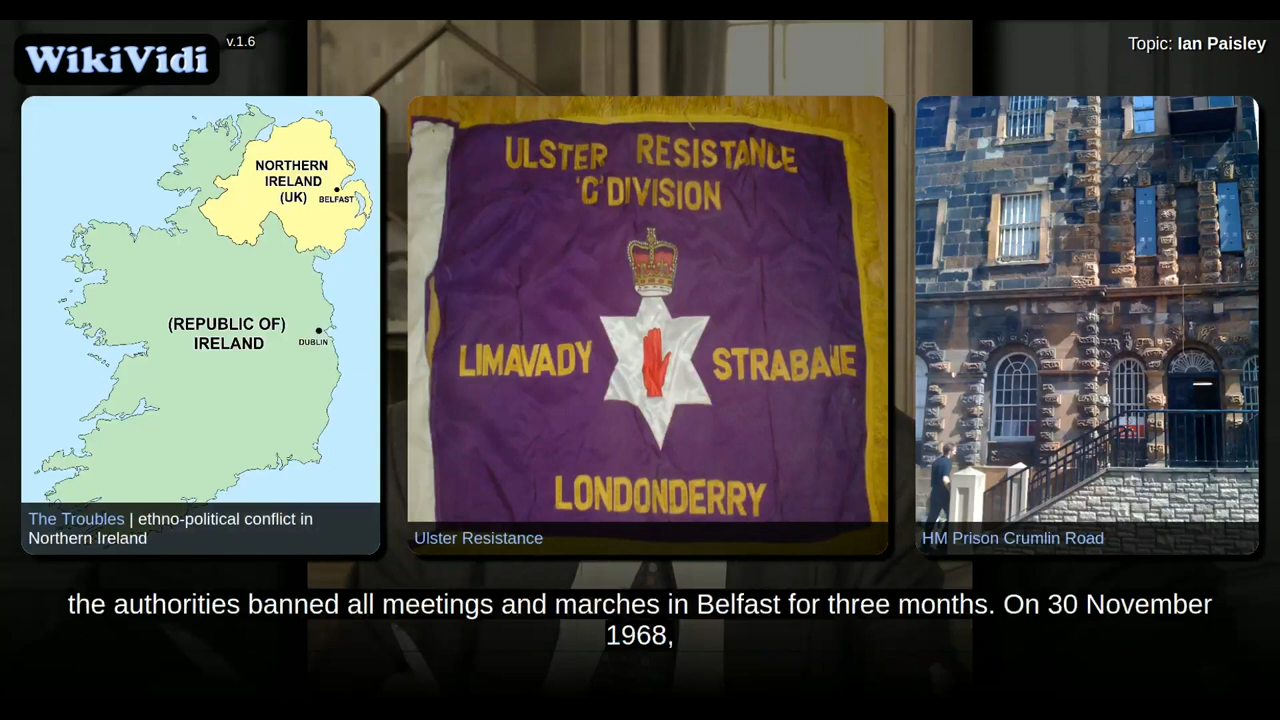 WikiVidi v.1.6
Topic: Ian Paisley
NORTHERN
IRELAND
(UK)
BELFAST
(REPUBLIC OF)
IRELAND
DUBLIN
The Troubles | ethno-political conflict in
Northern Ireland
ULSTER RESISTANCE
'C' DIVISION
LIMAVADY STRABANE
LONDONDERRY
Ulster Resistance
HM Prison Crumlin Road
the authorities banned all meetings and marches in Belfast for three months. On 30 November
1968,